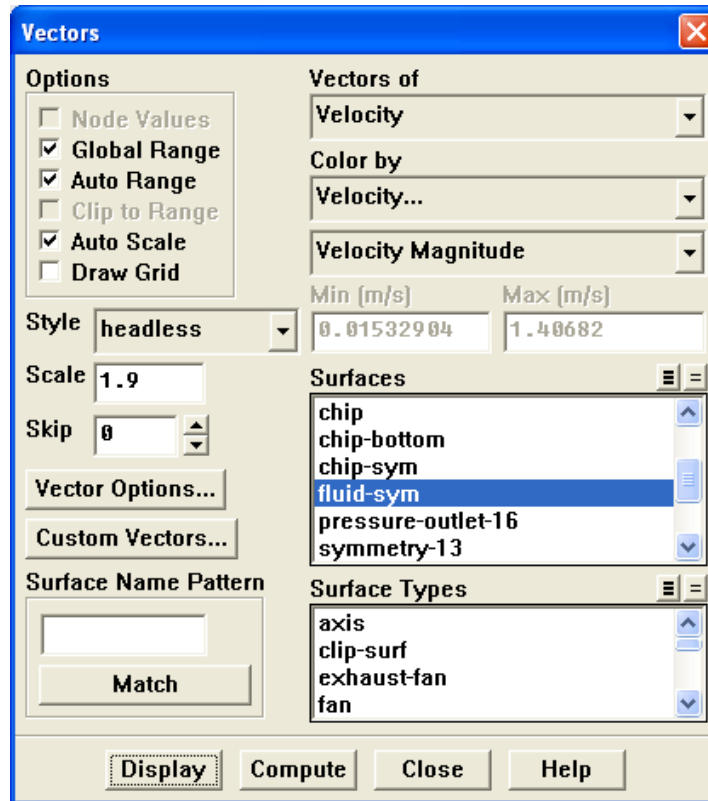 Vectors
Options
Node Values
Global Range
Auto Range
Clip to Range
Auto Scale
Draw Grid
Style headless
Scale 1.9
Skip 0
Vector Options...
Custom Vectors...
Surface Name Pattern
Match
Vectors of
Velocity
Color by
Velocity...
Velocity Magnitude
Min (m/s) Max (m/s)
0.01532904 1.40682
Surfaces
chip
chip-bottom
chip-sym
fluid-sym
pressure-outlet-16
symmetry-13
Surface Types
axis
clip-surf
exhaust-fan
fan
Display Compute Close Help